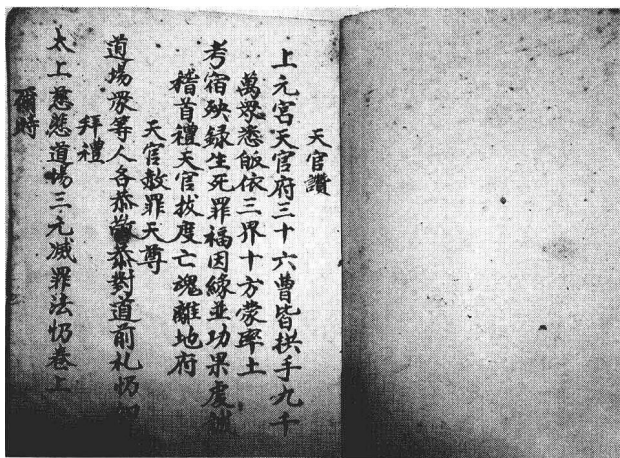 天官讚
上元宮天官府三十六曹皆拱手九千
萬眾悉皈依三界十方蒙率土
考宿殃録生死罪福因緣並功果虔誠
稽首禮天官拔度亡魂離地府
天官赦罪天尊
道場眾等人各恭敬恭對道前礼忏
拜禮
太上慈悲道場三元滅罪法忏卷上
爾時